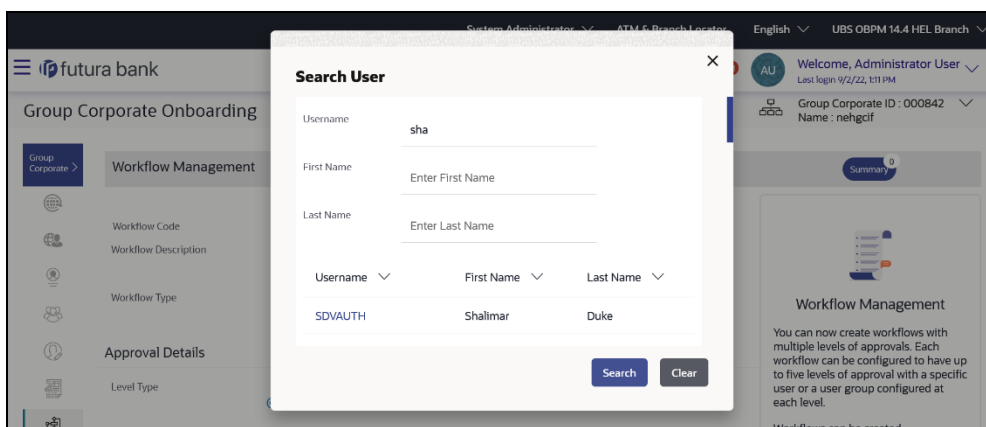 System Administrator ATM & Branch Locator English UBS OBPM 14.4 HEL Branch
futura bank
AU
Welcome, Administrator User
Last login 9/2/22, 1:11 PM
Group Corporate Onboarding
Group Corporate ID : 000842
Name : nehgcif
Group
Corporate >
Workflow Management
Summary
0
Workflow Code
Workflow Description
Workflow Type
Approval Details
Level Type
Search User
Username
sha
First Name
Enter First Name
Last Name
Enter Last Name
Username First Name Last Name
SDVAUTH Shalimar Duke
Search Clear
Workflow Management
You can now create workflows with
multiple levels of approvals. Each
workflow can be configured to have up
to five levels of approval with a specific
user or a user group configured at
each level.
Workflows can be created